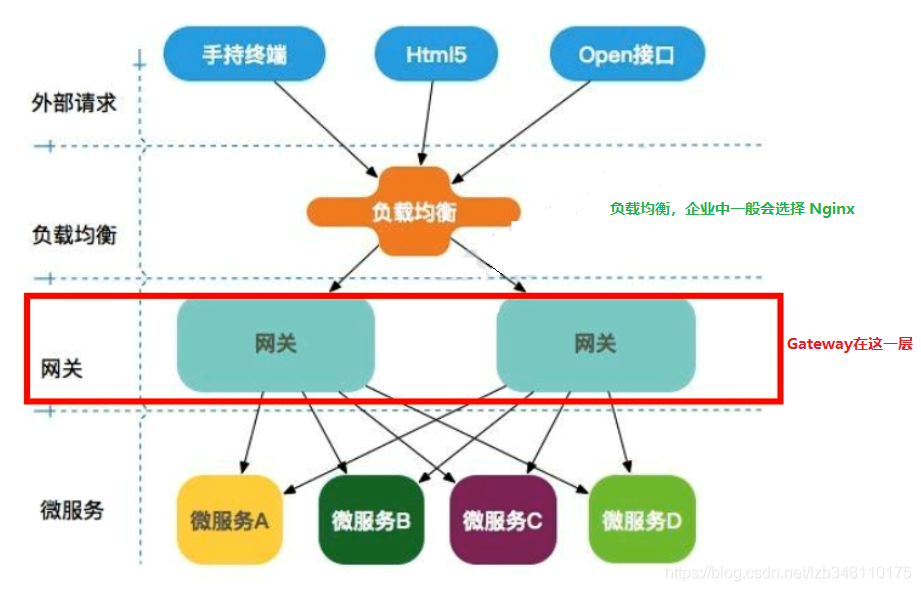 手持终端
Html5
Open接口
外部请求
负载均衡
负载均衡，企业中一般会选择 Nginx
负载均衡
网关
网关
网关
Gateway在这一层
微服务
微服务A
微服务B
微服务C
微服务D
https://blog.csdn.net/lzb348110175